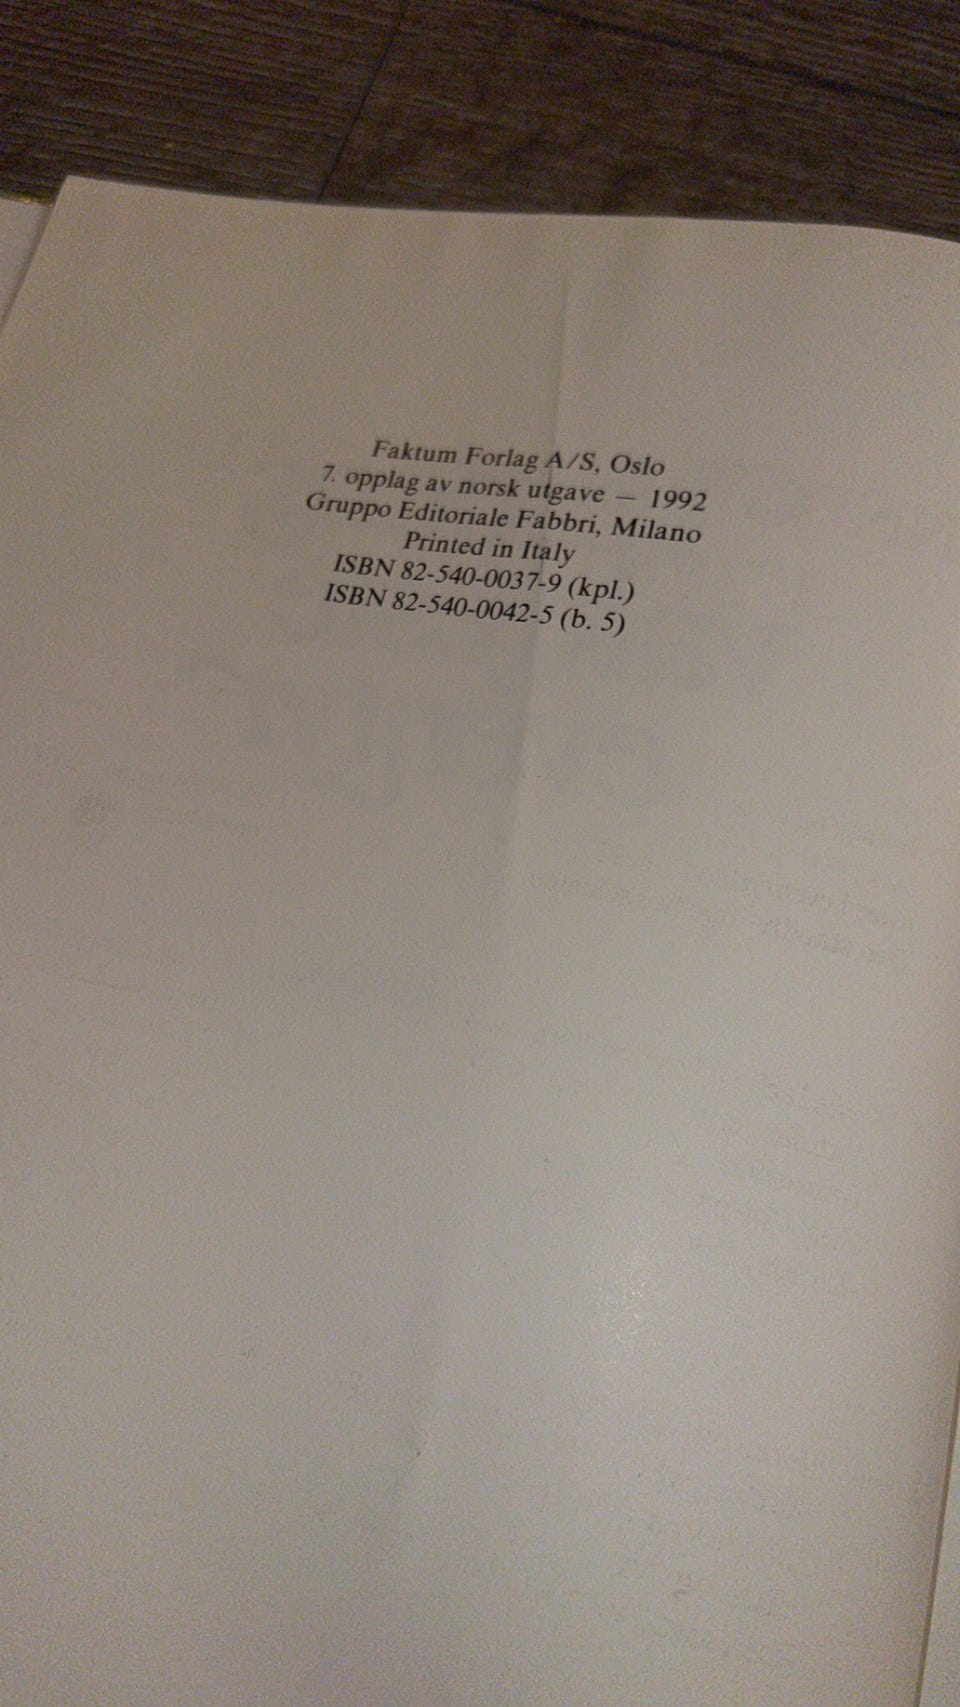 Faktum Forlag A/S, Oslo
7. opplag av norsk utgave — 1992
Gruppo Editoriale Fabbri, Milano
Printed in Italy
ISBN 82-540-0037-9 (kpl.)
ISBN 82-540-0042-5 (b. 5)